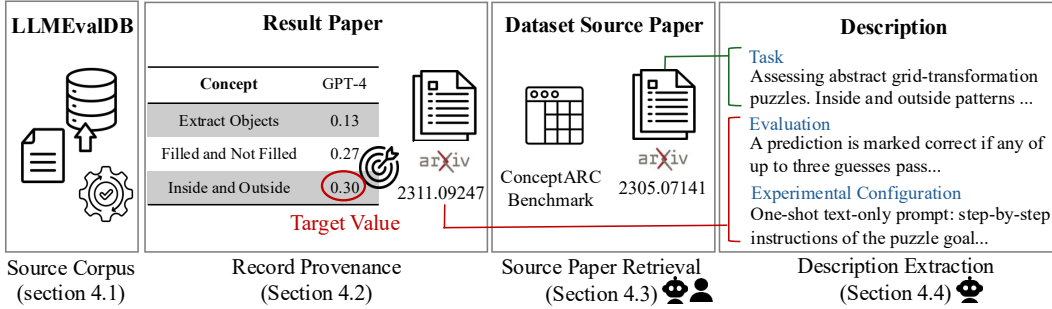 LLMEvalDB
Result Paper
Dataset Source Paper
Description
Concept GPT-4
Extract Objects 0.13
Filled and Not Filled 0.27
Inside and Outside 0.30
Target Value
arXiv
2311.09247
ConceptARC
Benchmark
arXiv
2305.07141
Task
Assessing abstract grid-transformation
puzzles. Inside and outside patterns ...
Evaluation
A prediction is marked correct if any of
up to three guesses pass...
Experimental Configuration
One-shot text-only prompt: step-by-step
instructions of the puzzle goal...
Source Corpus
(section 4.1)
Record Provenance
(Section 4.2)
Source Paper Retrieval
(Section 4.3)
Description Extraction
(Section 4.4)